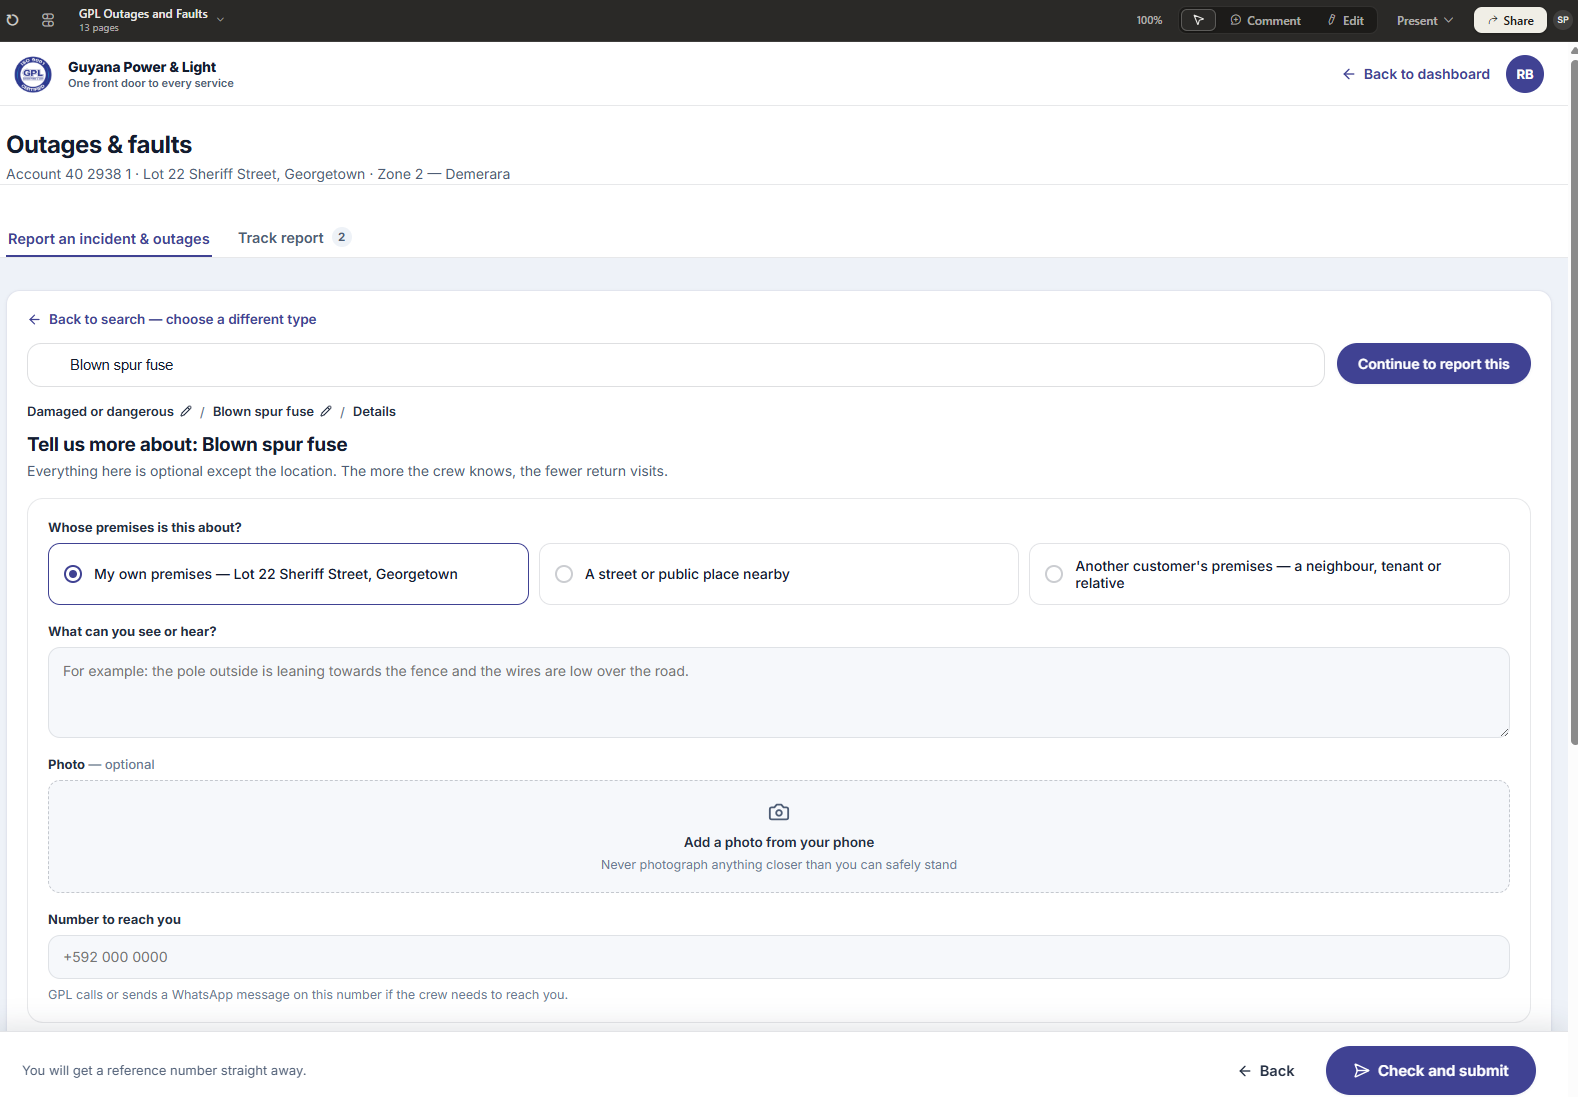 GPL Outages and Faults
13 pages
100%
Comment
Edit
Present
Share
SP
GPL
Guyana Power & Light
One front door to every service
Back to dashboard
RB
Outages & faults
Account 40 2938 1 · Lot 22 Sheriff Street, Georgetown · Zone 2 — Demerara
Report an incident & outages
Track report 2
Back to search — choose a different type
Blown spur fuse
Continue to report this
Damaged or dangerous / Blown spur fuse / Details
Tell us more about: Blown spur fuse
Everything here is optional except the location. The more the crew knows, the fewer return visits.
Whose premises is this about?
My own premises — Lot 22 Sheriff Street, Georgetown
A street or public place nearby
Another customer's premises — a neighbour, tenant or
relative
What can you see or hear?
For example: the pole outside is leaning towards the fence and the wires are low over the road.
Photo — optional
Add a photo from your phone
Never photograph anything closer than you can safely stand
Number to reach you
+592 000 0000
GPL calls or sends a WhatsApp message on this number if the crew needs to reach you.
You will get a reference number straight away.
Back
Check and submit